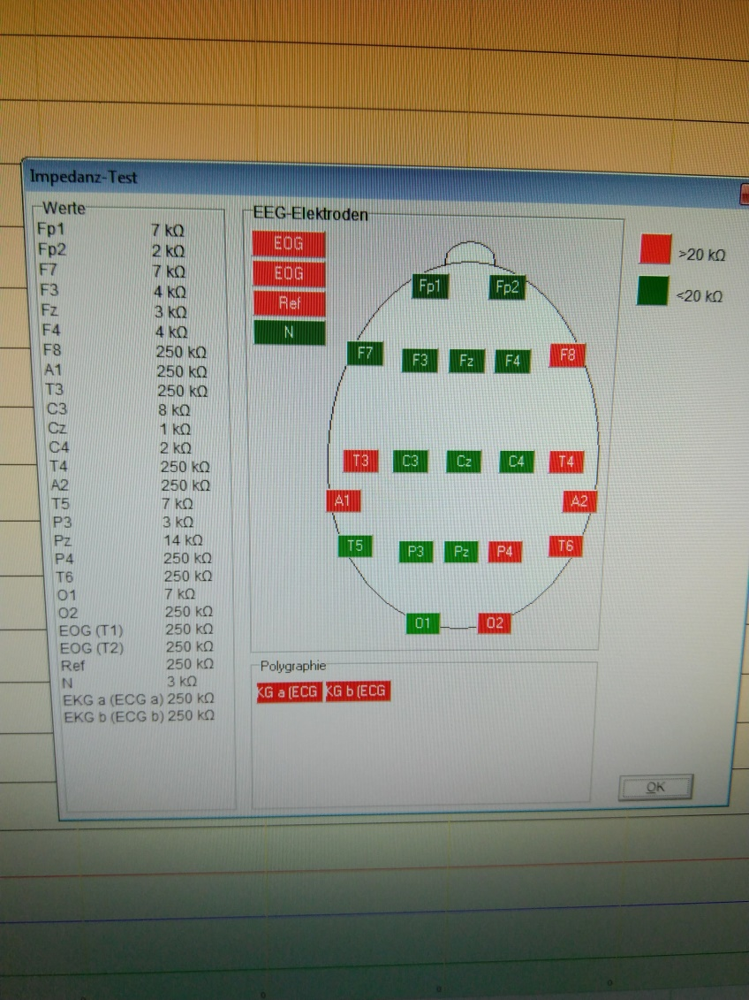 Impedanz-Test
Werte
Fp1 7 kΩ
Fp2 2 kΩ
F7 7 kΩ
F3 4 kΩ
Fz 3 kΩ
F4 4 kΩ
F8 250 kΩ
A1 250 kΩ
T3 250 kΩ
C3 8 kΩ
Cz 1 kΩ
C4 2 kΩ
T4 250 kΩ
A2 250 kΩ
T5 7 kΩ
P3 3 kΩ
Pz 14 kΩ
P4 250 kΩ
T6 250 kΩ
O1 7 kΩ
O2 250 kΩ
EOG (T1) 250 kΩ
EOG (T2) 250 kΩ
Ref 250 kΩ
N 3 kΩ
EKG a (ECG a) 250 kΩ
EKG b (ECG b) 250 kΩ
EEG-Elektroden
EOG
EOG
Ref
N
Fp1 Fp2
F7 F3 Fz F4 F8
T3 C3 Cz C4 T4
A1 A2
T5 P3 Pz P4 T6
O1 O2
>20 kΩ
<20 kΩ
Polygraphie
KG a (ECG KG b (ECG
OK